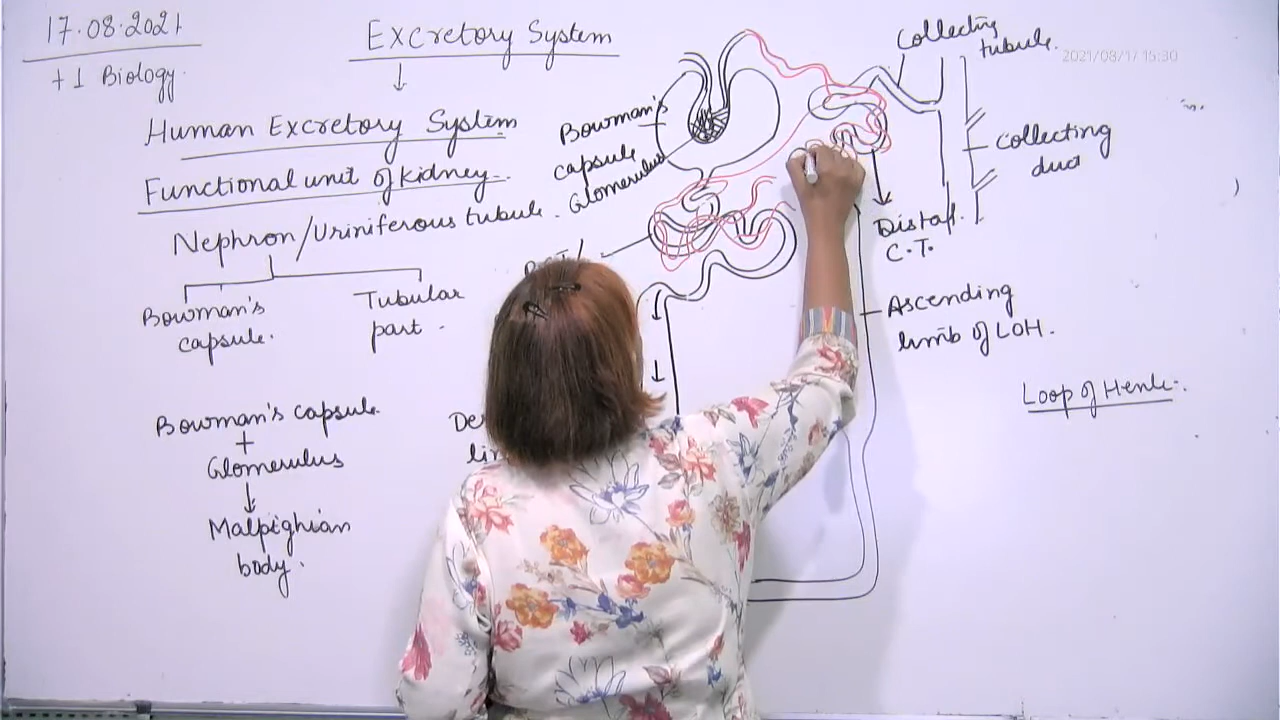 17.08.2021
+1 Biology.
Excretory System
Human Excretory System
Functional unit of kidney.
Nephron/Uriniferous tubule.
Bowman's
capsule.
Tubular
part.
Bowman's capsule
+
Glomerulus
Malpighian
body.
Bowman's
capsule
Glomerulus
PCT/
Collecting
tubule.
2021/08/17 15:30
Collecting
duct
Distal
C.T.
Ascending
limb of LOH.
Loop of Henle.